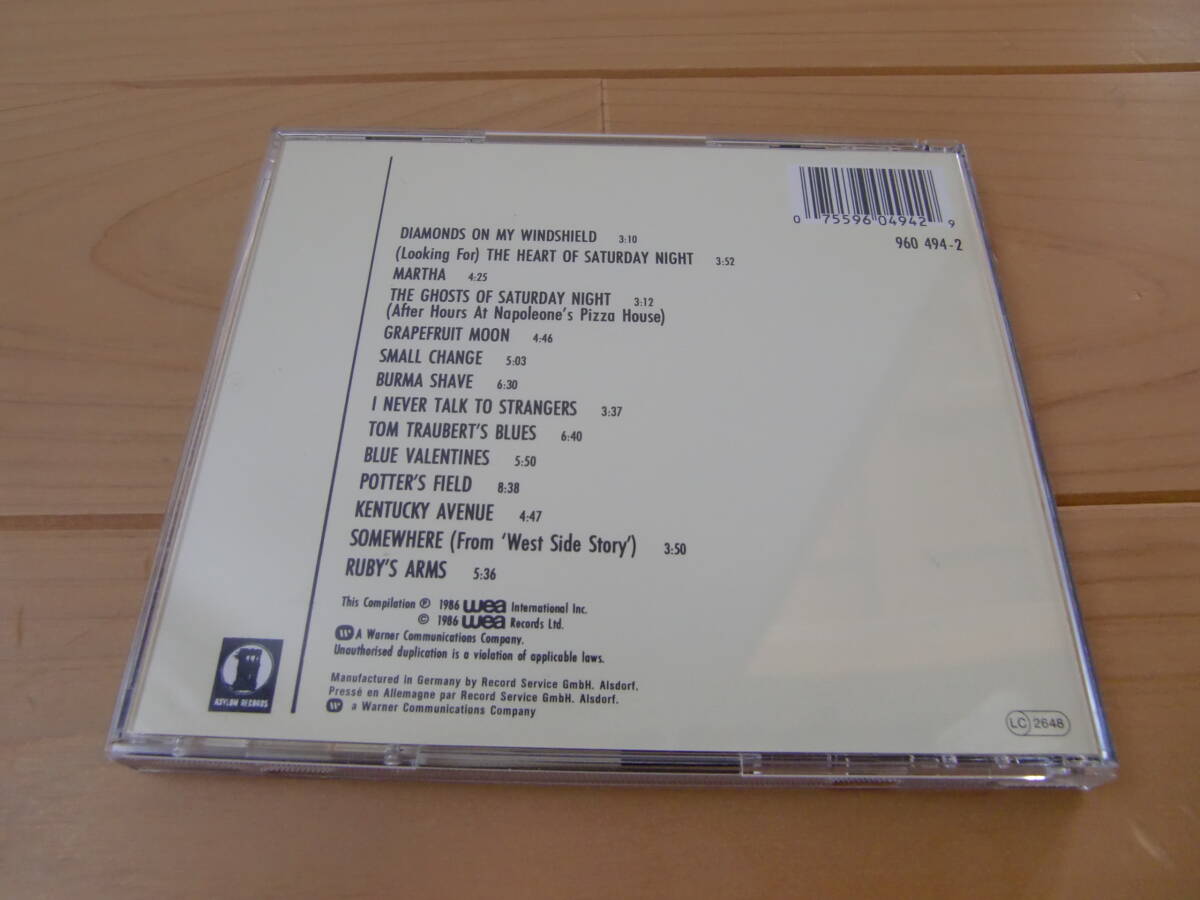 0 75596 04942 9
960 494-2
DIAMONDS ON MY WINDSHIELD 3:10
(Looking For) THE HEART OF SATURDAY NIGHT 3:52
MARTHA 4:25
THE GHOSTS OF SATURDAY NIGHT 3:12
(After Hours At Napoleone's Pizza House)
GRAPEFRUIT MOON 4:46
SMALL CHANGE 5:03
BURMA SHAVE 6:30
I NEVER TALK TO STRANGERS 3:37
TOM TRAUBERT'S BLUES 6:40
BLUE VALENTINES 5:50
POTTER'S FIELD 8:38
KENTUCKY AVENUE 4:47
SOMEWHERE (From 'West Side Story') 3:50
RUBY'S ARMS 5:36
This Compilation ℗ 1986 wea International Inc.
© 1986 wea Records Ltd.
A Warner Communications Company.
Unauthorised duplication is a violation of applicable laws.
Manufactured in Germany by Record Service GmbH. Alsdorf.
Pressé en Allemagne par Record Service GmbH. Alsdorf.
a Warner Communications Company
ASYLUM RECORDS
LC 2648